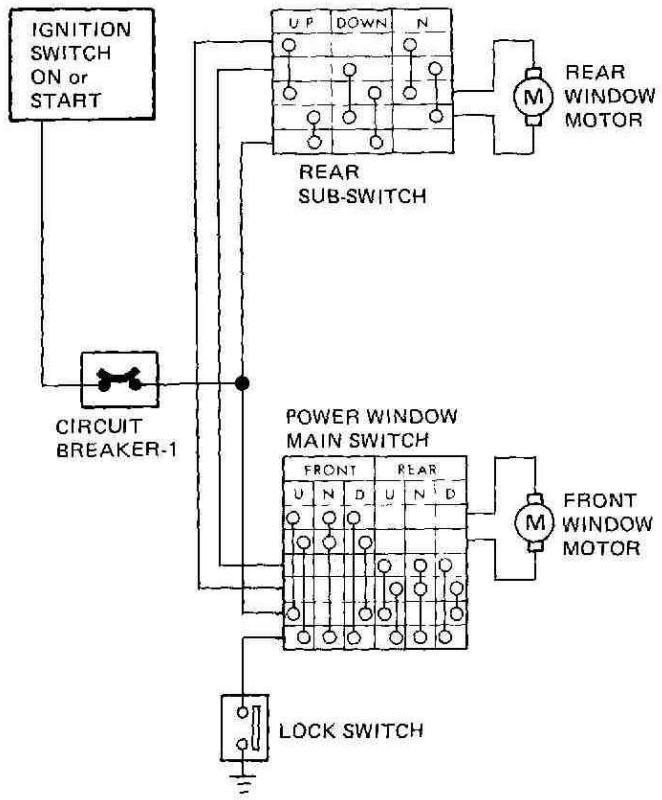 IGNITION
SWITCH
ON or
START
UP DOWN N
M
REAR
WINDOW
MOTOR
REAR
SUB-SWITCH
CIRCUIT
BREAKER-1
POWER WINDOW
MAIN SWITCH
FRONT REAR
U N D U N D
M
FRONT
WINDOW
MOTOR
LOCK SWITCH